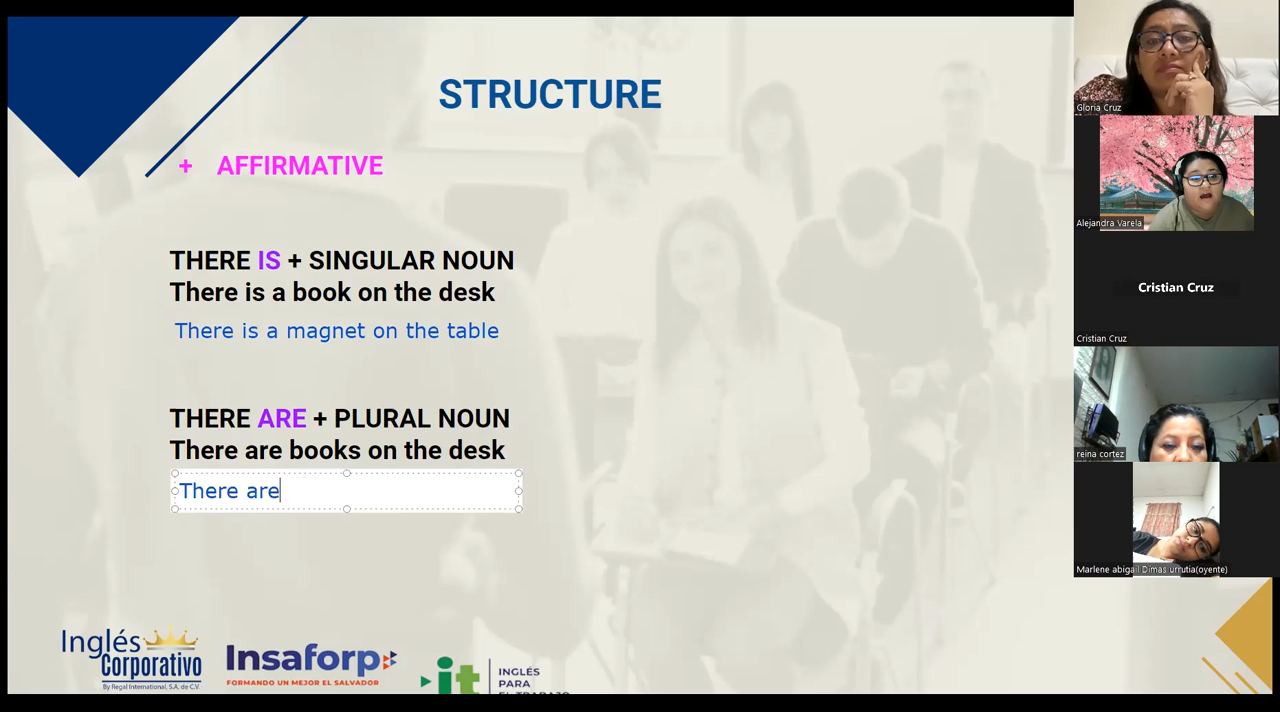 STRUCTURE
+ AFFIRMATIVE
THERE IS + SINGULAR NOUN
There is a book on the desk
There is a magnet on the table
THERE ARE + PLURAL NOUN
There are books on the desk
There are
Inglés
Corporativo
By Regal International, S.A. de C.V.
Insaforp
FORMANDO UN MEJOR EL SALVADOR
it
INGLÉS
PARA
EL TRABAJO
Gloria Cruz
Alejandra Varela
Cristian Cruz
Cristian Cruz
reina cortez
Marlene abigail Dimas urrutia(oyente)